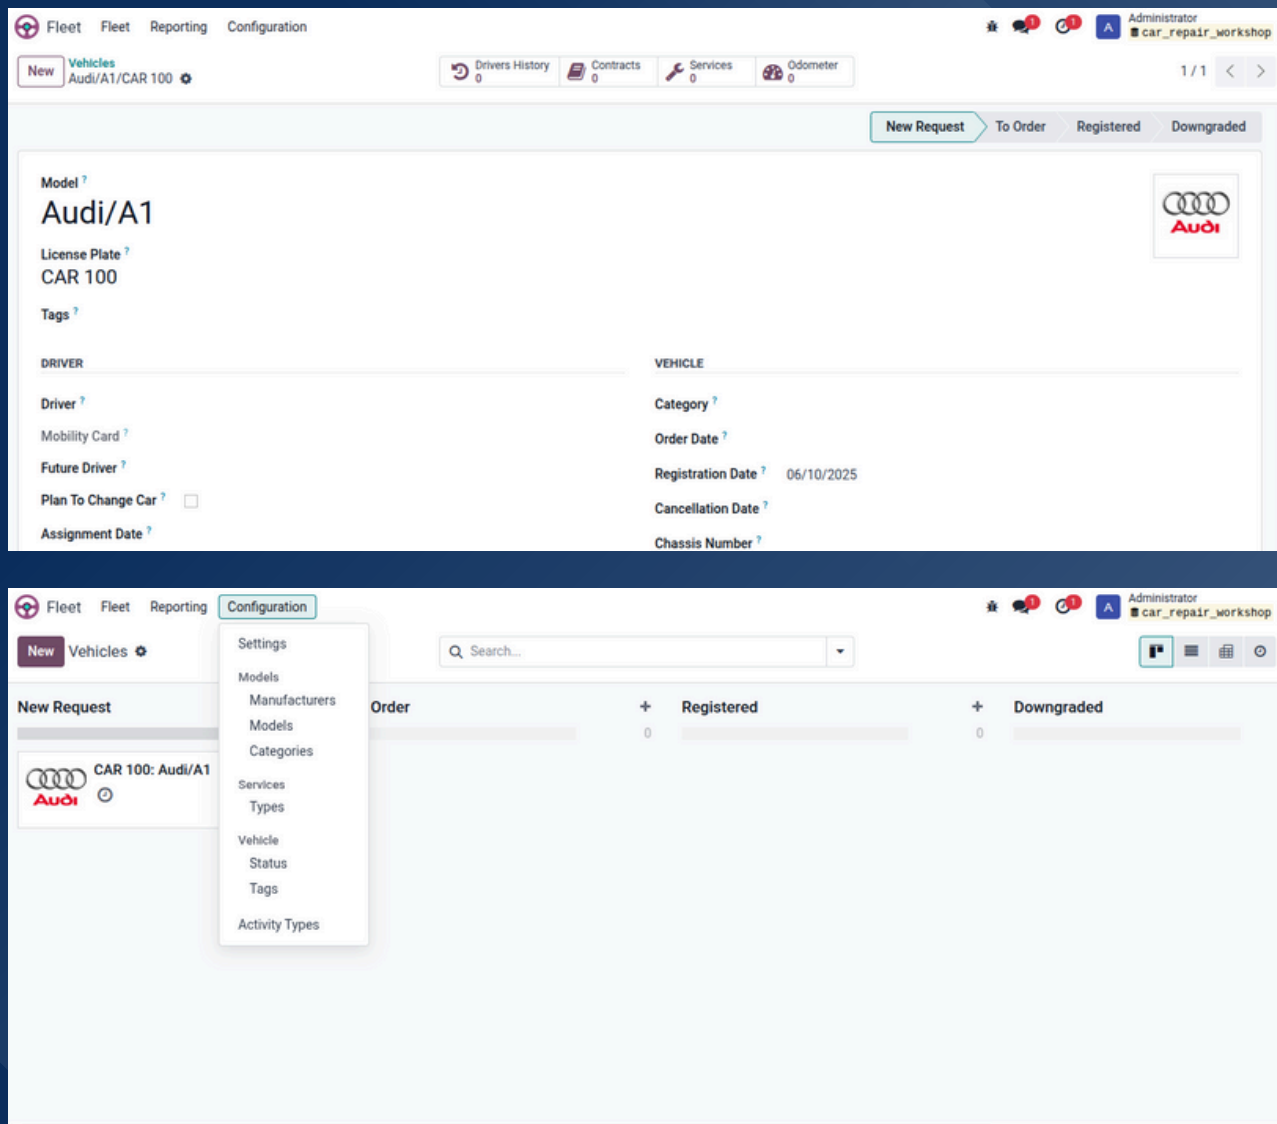 Fleet Fleet Reporting Configuration 1 1 A Administrator car_repair_workshop
New Vehicles Audi/A1/CAR 100 Drivers History 0 Contracts 0 Services 0 Odometer 0 1 / 1
New Request To Order Registered Downgraded
Model ?
Audi/A1
Audi
License Plate ?
CAR 100
Tags ?
DRIVER VEHICLE
Driver ? Category ?
Mobility Card ? Order Date ?
Future Driver ? Registration Date ? 06/10/2025
Plan To Change Car ? Cancellation Date ?
Assignment Date ? Chassis Number ?
Fleet Fleet Reporting Configuration 1 1 A Administrator car_repair_workshop
New Vehicles Search...
Settings
Models
Manufacturers
Models
Categories
Services
Types
Vehicle
Status
Tags
Activity Types
New Request Order + Registered + Downgraded
0 0
CAR 100: Audi/A1
Audi